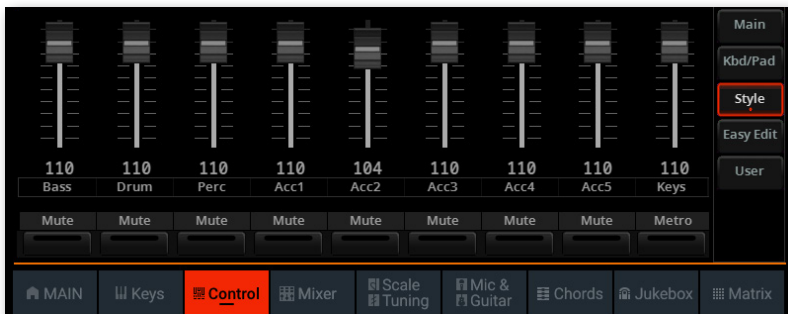 Main
Kbd/Pad
Style
Easy Edit
User
110 110 110 110 104 110 110 110 110
Bass Drum Perc Acc1 Acc2 Acc3 Acc4 Acc5 Keys
Mute Mute Mute Mute Mute Mute Mute Mute Metro
MAIN Keys Control Mixer Scale Tuning Mic & Guitar Chords Jukebox Matrix